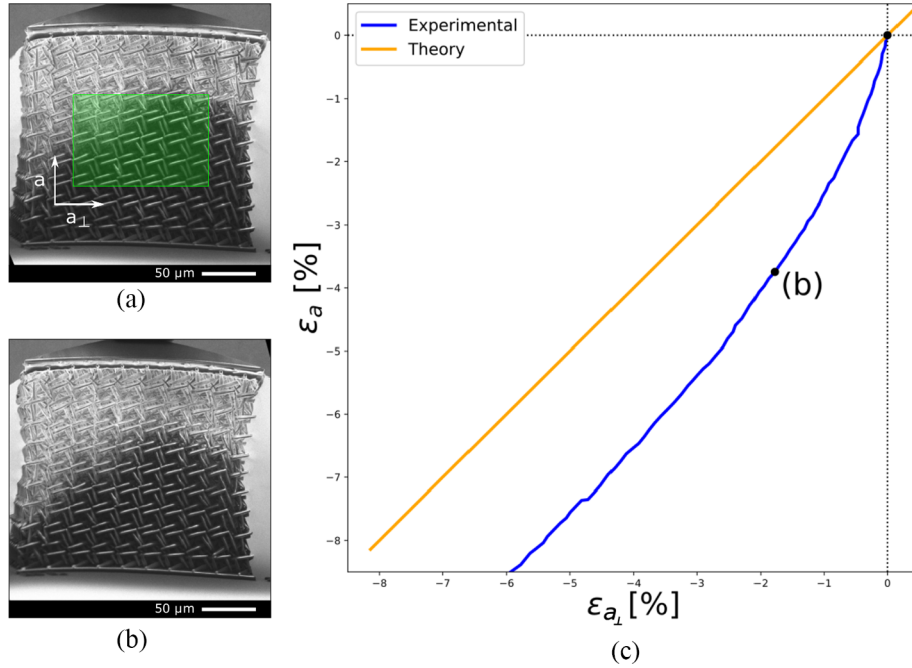 a
a⊥
50 μm
(a)
50 μm
(b)
Experimental
Theory
0
−1
−2
−3
−4
−5
−6
−7
−8
εa [%]
(b)
−8
−7
−6
−5
−4
−3
−2
−1
0
εa⊥ [%]
(c)